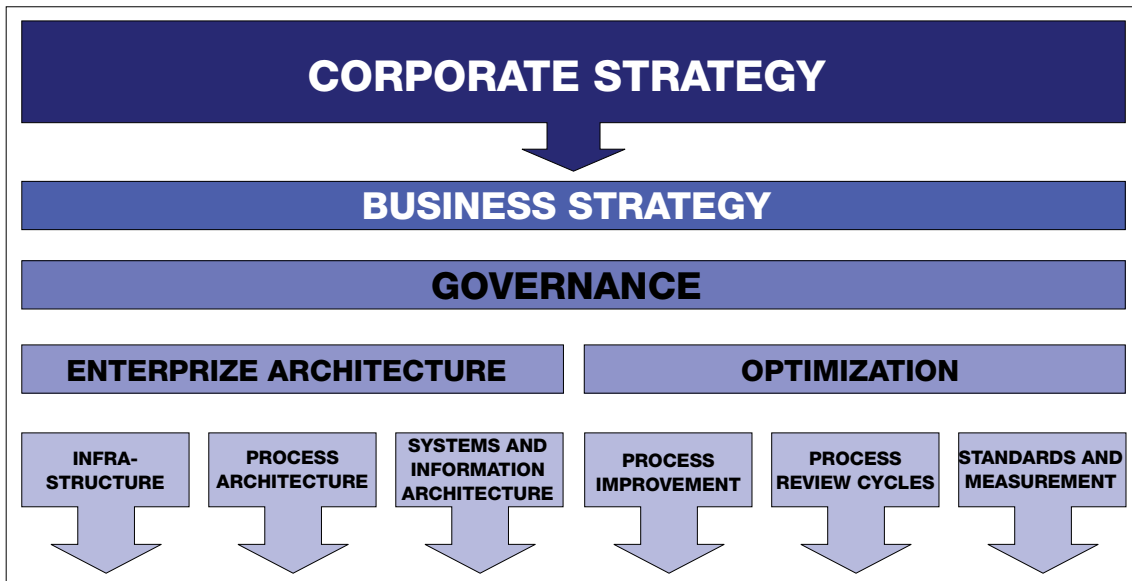 CORPORATE STRATEGY
BUSINESS STRATEGY
GOVERNANCE
ENTERPRIZE ARCHITECTURE
OPTIMIZATION
INFRA-
STRUCTURE
PROCESS
ARCHITECTURE
SYSTEMS AND
INFORMATION
ARCHITECTURE
PROCESS
IMPROVEMENT
PROCESS
REVIEW CYCLES
STANDARDS AND
MEASUREMENT